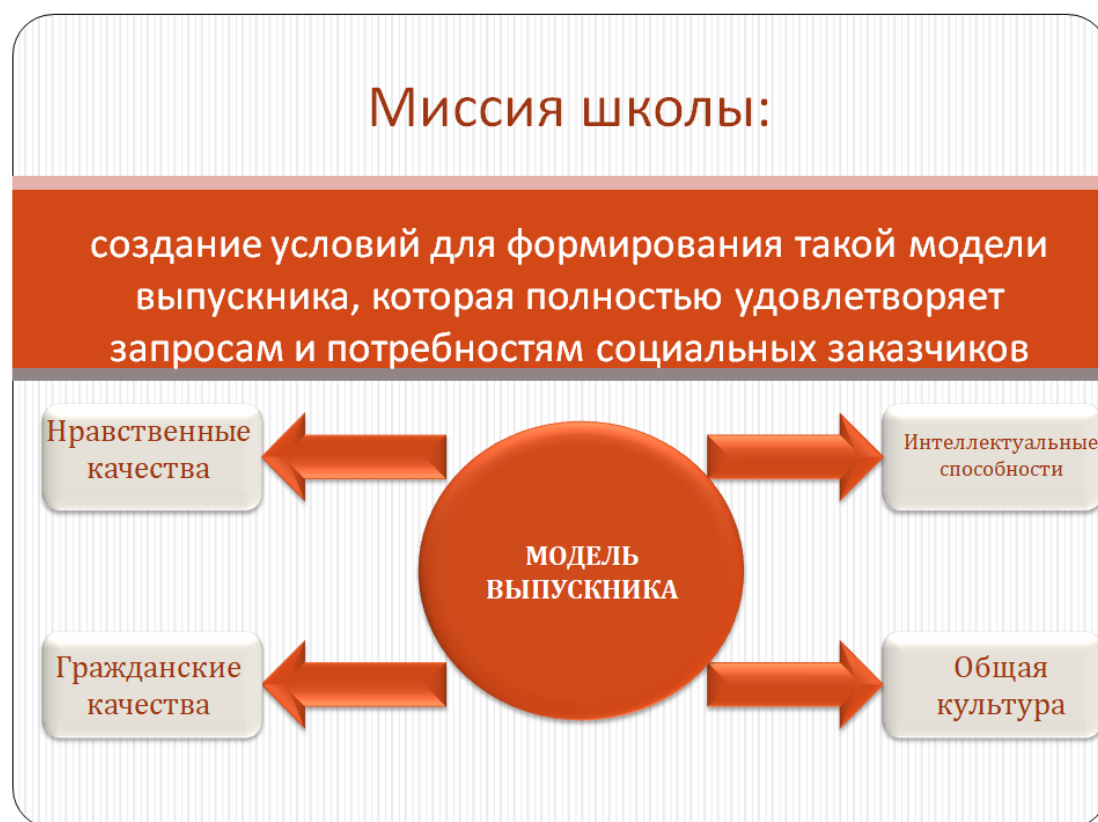 Миссия школы:
создание условий для формирования такой модели
выпускника, которая полностью удовлетворяет
запросам и потребностям социальных заказчиков
Нравственные
качества
Интеллектуальные
способности
МОДЕЛЬ
ВЫПУСКНИКА
Гражданские
качества
Общая
культура